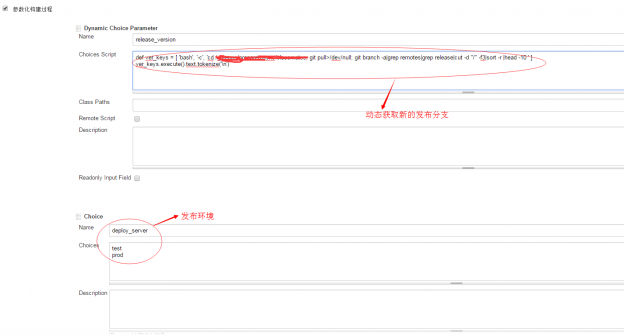 参数化构建过程
Dynamic Choice Parameter
Name
release_version
Choices Script
def ver_keys = [ 'bash', '-c', 'cd git pull>/dev/null; git branch -a|grep remotes|grep release|cut -d "/" -f3|sort -r |head -10 ' ]
ver_keys.execute().text.tokenize('\n')
Class Paths
动态获取新的发布分支
Remote Script
Description
Readonly Input Field
Choice
发布环境
Name
deploy_server
Choices
test
prod
Description